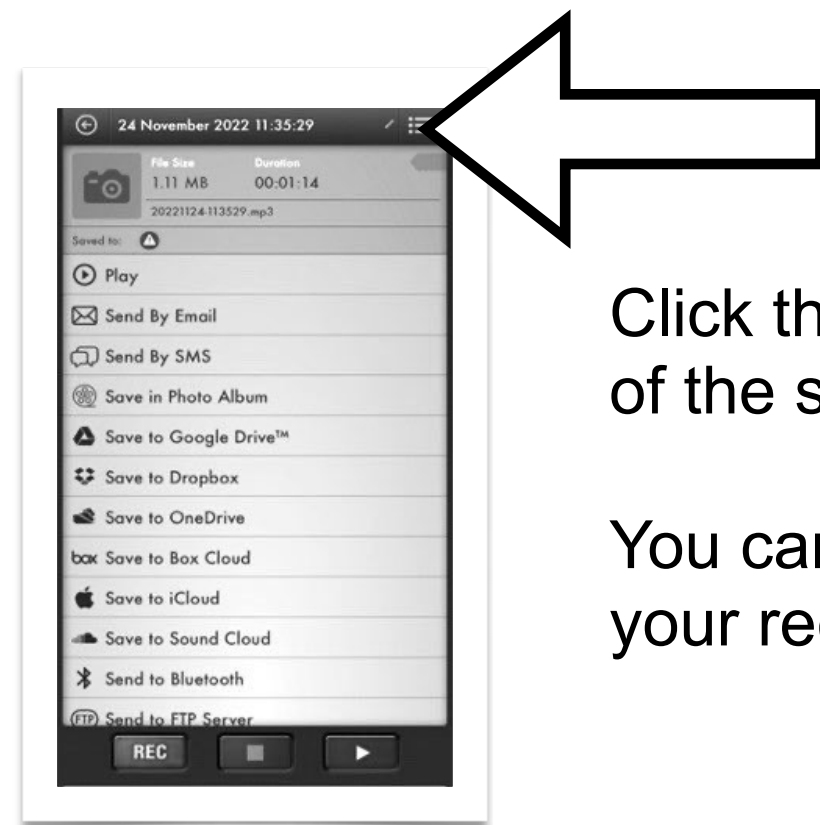 24 November 2022 11:35:29
File Size Duration
1.11 MB 00:01:14
20221124-113529.mp3
Saved to:
Play
Send By Email
Send By SMS
Save in Photo Album
Save to Google Drive™
Save to Dropbox
Save to OneDrive
box Save to Box Cloud
Save to iCloud
Save to Sound Cloud
Send to Bluetooth
FTP Send to FTP Server
REC
Click th
of the s
You ca
your re